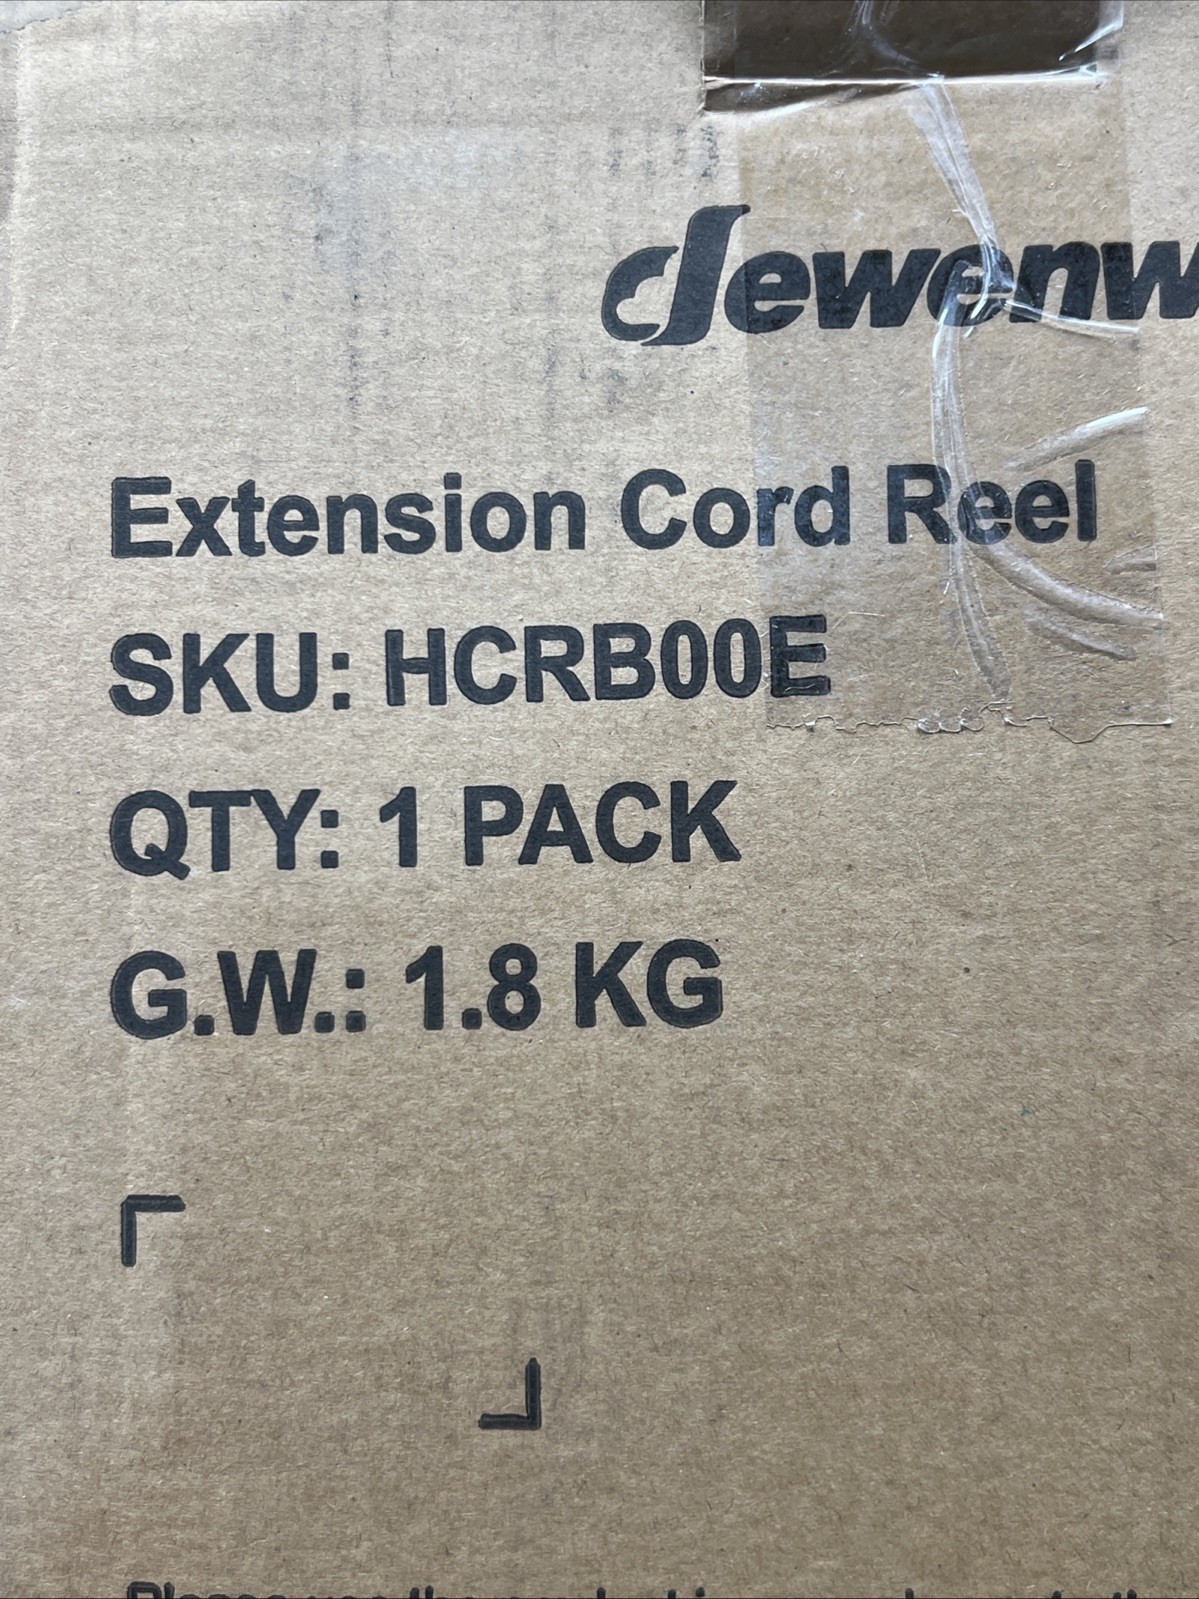 dewenw
Extension Cord Reel
SKU: HCRB00E
QTY: 1 PACK
G.W.: 1.8 KG